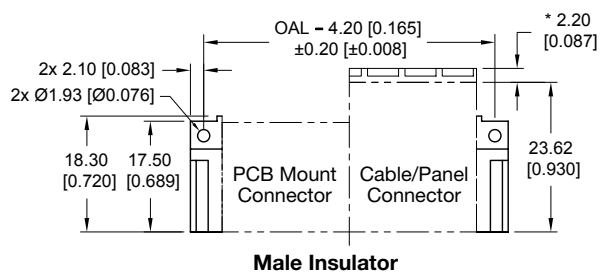 OAL – 4.20 [0.165]
±0.20 [±0.008]
* 2.20
[0.087]
2x 2.10 [0.083]
2x Ø1.93 [Ø0.076]
18.30
[0.720]
17.50
[0.689]
PCB Mount
Connector
Cable/Panel
Connector
23.62
[0.930]
Male Insulator